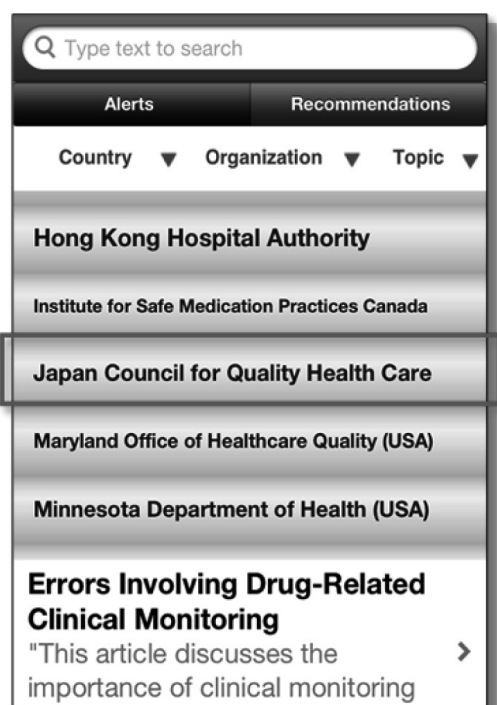 Type text to search
Alerts Recommendations
Country ▼ Organization ▼ Topic ▼
Hong Kong Hospital Authority
Institute for Safe Medication Practices Canada
Japan Council for Quality Health Care
Maryland Office of Healthcare Quality (USA)
Minnesota Department of Health (USA)
Errors Involving Drug-Related
Clinical Monitoring
"This article discusses the
importance of clinical monitoring